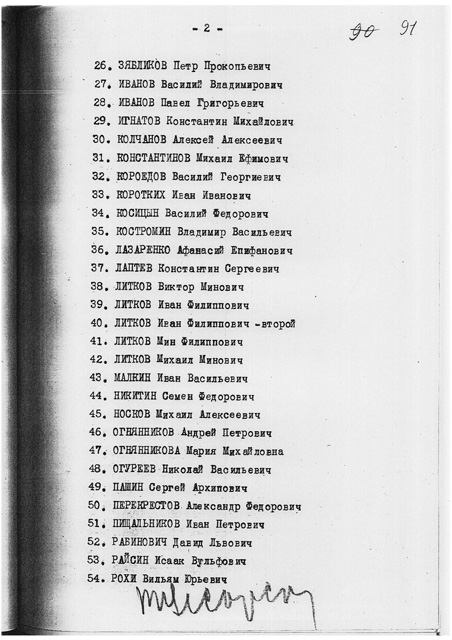 - 2 -
90 91
26. ЗЯБЛИКОВ Петр Прокопьевич
27. ИВАНОВ Василий Владимирович
28. ИВАНОВ Павел Григорьевич
29. ИГНАТОВ Константин Михайлович
30. КОЛЧАНОВ Алексей Алексеевич
31. КОНСТАНТИНОВ Михаил Ефимович
32. КОРОЕДОВ Василий Георгиевич
33. КОРОТКИХ Иван Иванович
34. КОСИЦЫН Василий Федорович
35. КОСТРОМИН Владимир Васильевич
36. ЛАЗАРЕНКО Афанасий Епифанович
37. ЛАПТЕВ Константин Сергеевич
38. ЛИТКОВ Виктор Минович
39. ЛИТКОВ Иван Филиппович
40. ЛИТКОВ Иван Филиппович -второй
41. ЛИТКОВ Мин Филиппович
42. ЛИТКОВ Михаил Минович
43. МАЛКИН Иван Васильевич
44. НИКИТИН Семен Федорович
45. НОСКОВ Михаил Алексеевич
46. ОГНЯННИКОВ Андрей Петрович
47. ОГНЯННИКОВА Мария Михайловна
48. ОГУРЕЕВ Николай Васильевич
49. ПАШИН Сергей Архипович
50. ПЕРЕКРЕСТОВ Александр Федорович
51. ПИЩАЛЬНИКОВ Иван Петрович
52. РАБИНОВИЧ Давид Львович
53. РАЙСИН Исаак Вульфович
54. РОХИ Вильям Юрьевич